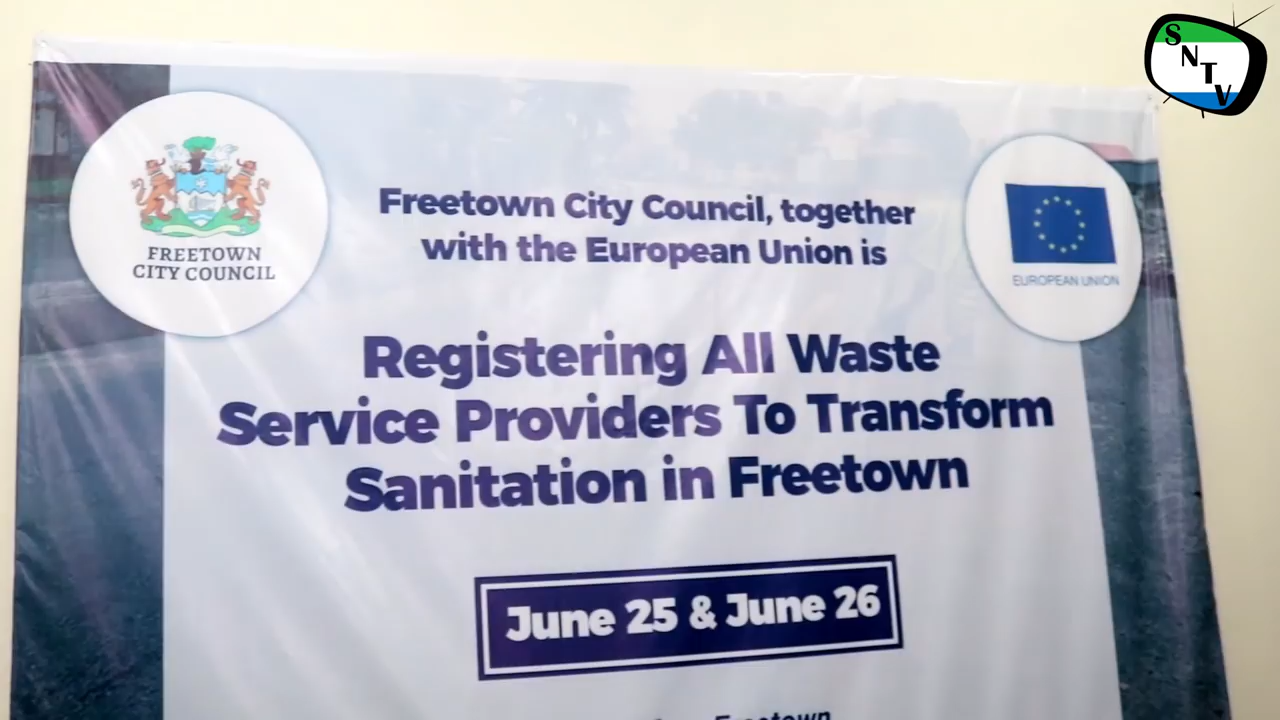 SNTV
FREETOWN
CITY COUNCIL
Freetown City Council, together
with the European Union is
EUROPEAN UNION
Registering All Waste
Service Providers To Transform
Sanitation in Freetown
June 25 & June 26
Freetown